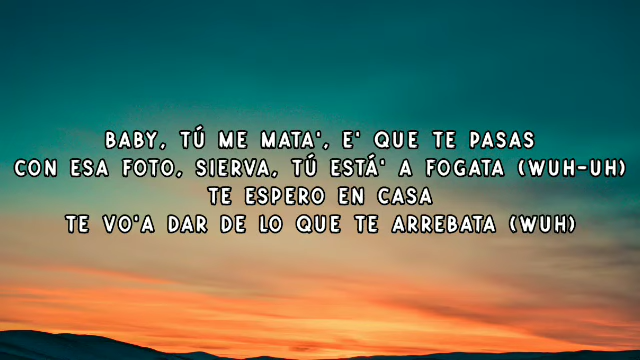 BABY, TÚ ME MATA', E' QUE TE PASAS
CON ESA FOTO, SIERVA, TÚ ESTÁ' A FOGATA (WUH-UH)
TE ESPERO EN CASA
TE VO'A DAR DE LO QUE TE ARREBATA (WUH)